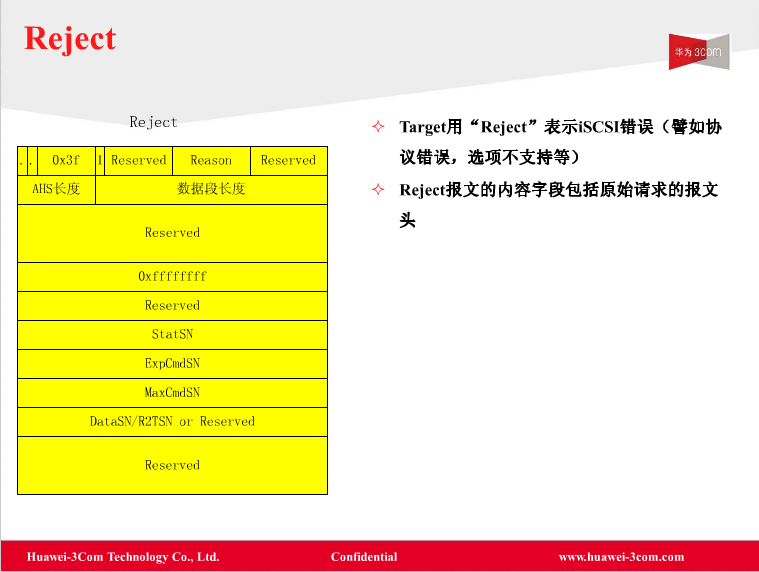 Reject
华为3com
Reject
. . 0x3f 1 Reserved Reason Reserved
AHS长度 数据段长度
Reserved
0xffffffff
Reserved
StatSN
ExpCmdSN
MaxCmdSN
DataSN/R2TSN or Reserved
Reserved
Target用“Reject”表示iSCSI错误（譬如协
议错误，选项不支持等）
Reject报文的内容字段包括原始请求的报文
头
Huawei-3Com Technology Co., Ltd. Confidential www.huawei-3com.com